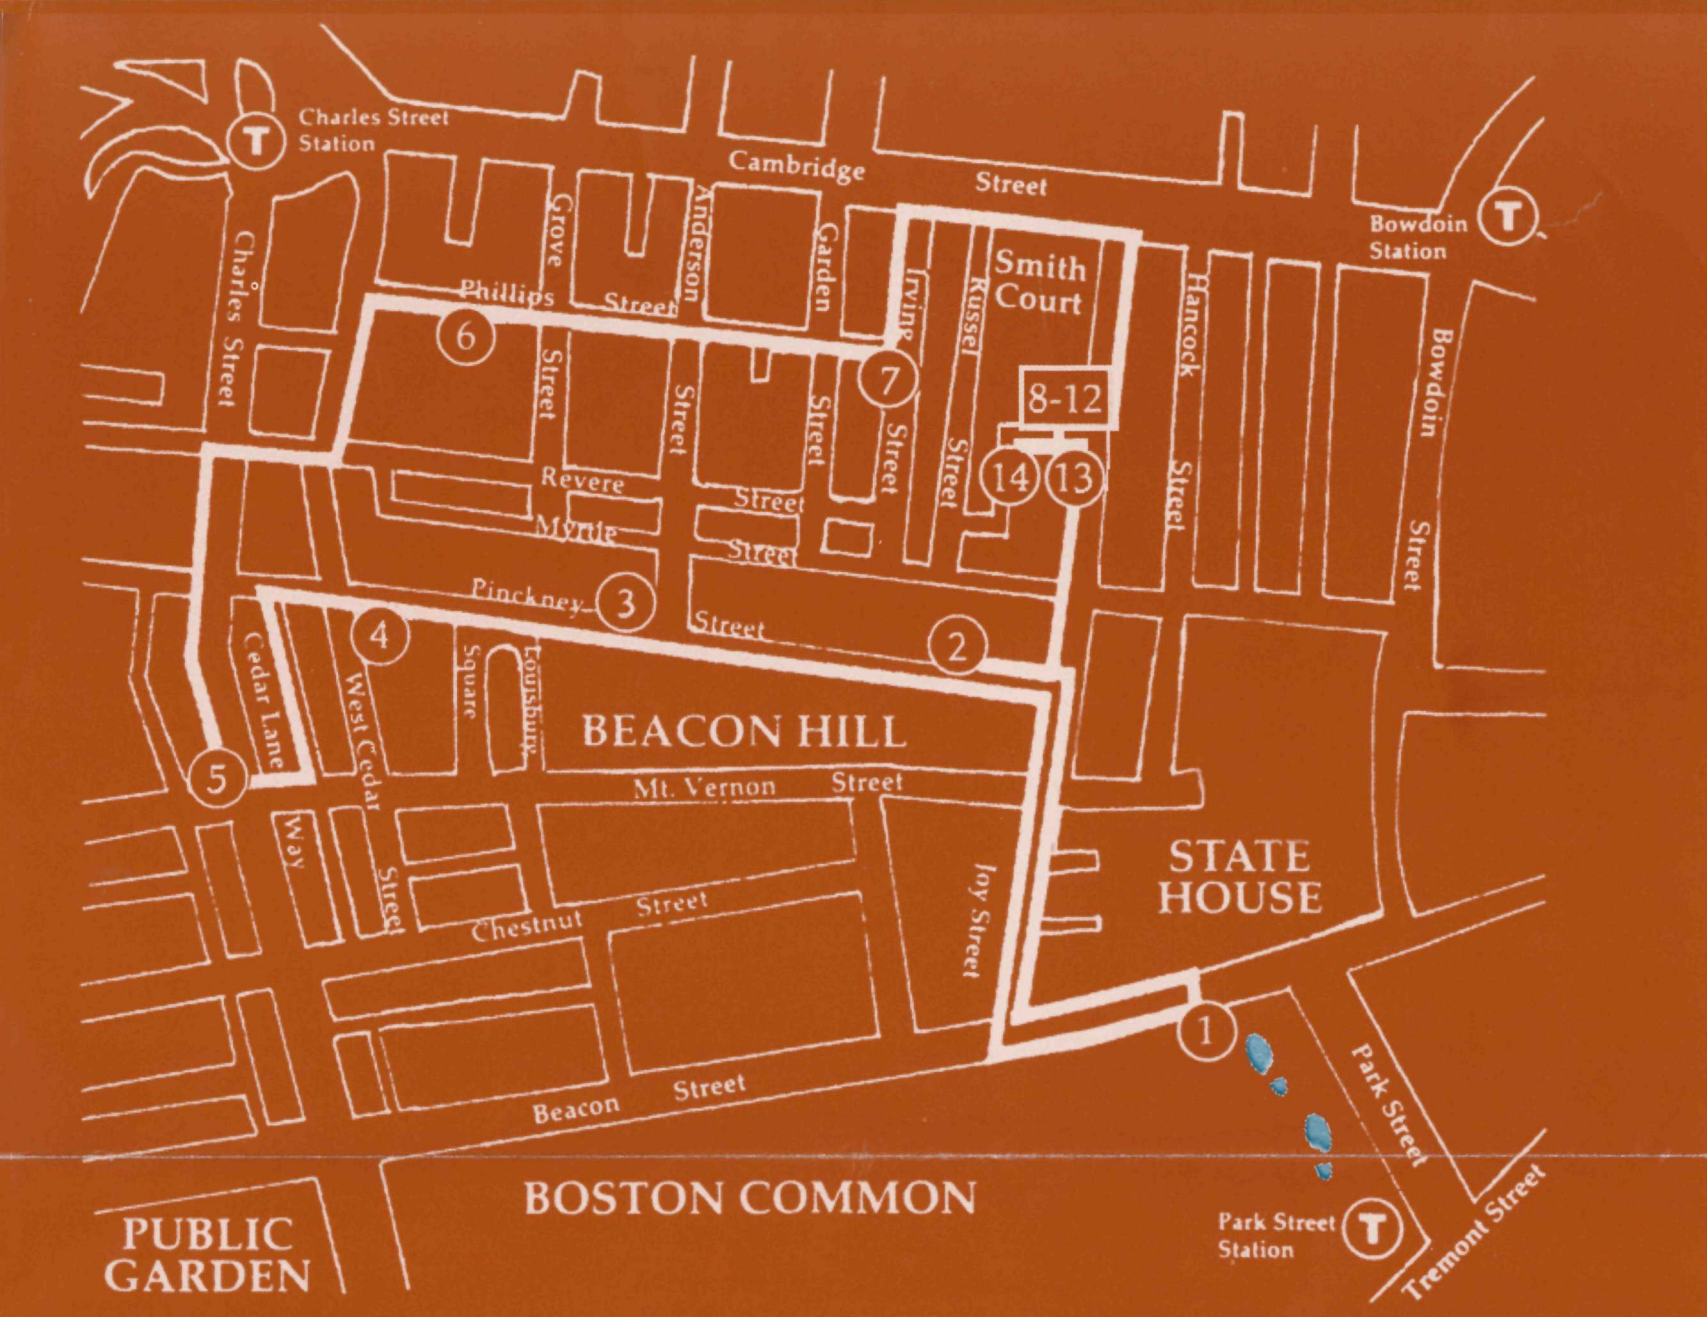 T
Charles Street
Station
Cambridge
Street
Bowdoin
Station
T
Grove
Anderson
Garden
Irving
Russel
Smith
Court
Hancock
Bowdoin
Charles
Street
Phillips
Street
6
7
8-12
14
13
Street
Street
Street
Street
Street
Street
Street
Revere
Street
Myrtle
Street
Pinckney
3
Street
4
2
Cedar Lane
West Cedar
Square
Louisburg
BEACON HILL
5
Mt. Vernon
Street
Way
Street
Joy Street
STATE
HOUSE
Chestnut
Street
1
Beacon
Street
Park Street
BOSTON COMMON
PUBLIC
GARDEN
Park Street
Station
T
Tremont Street